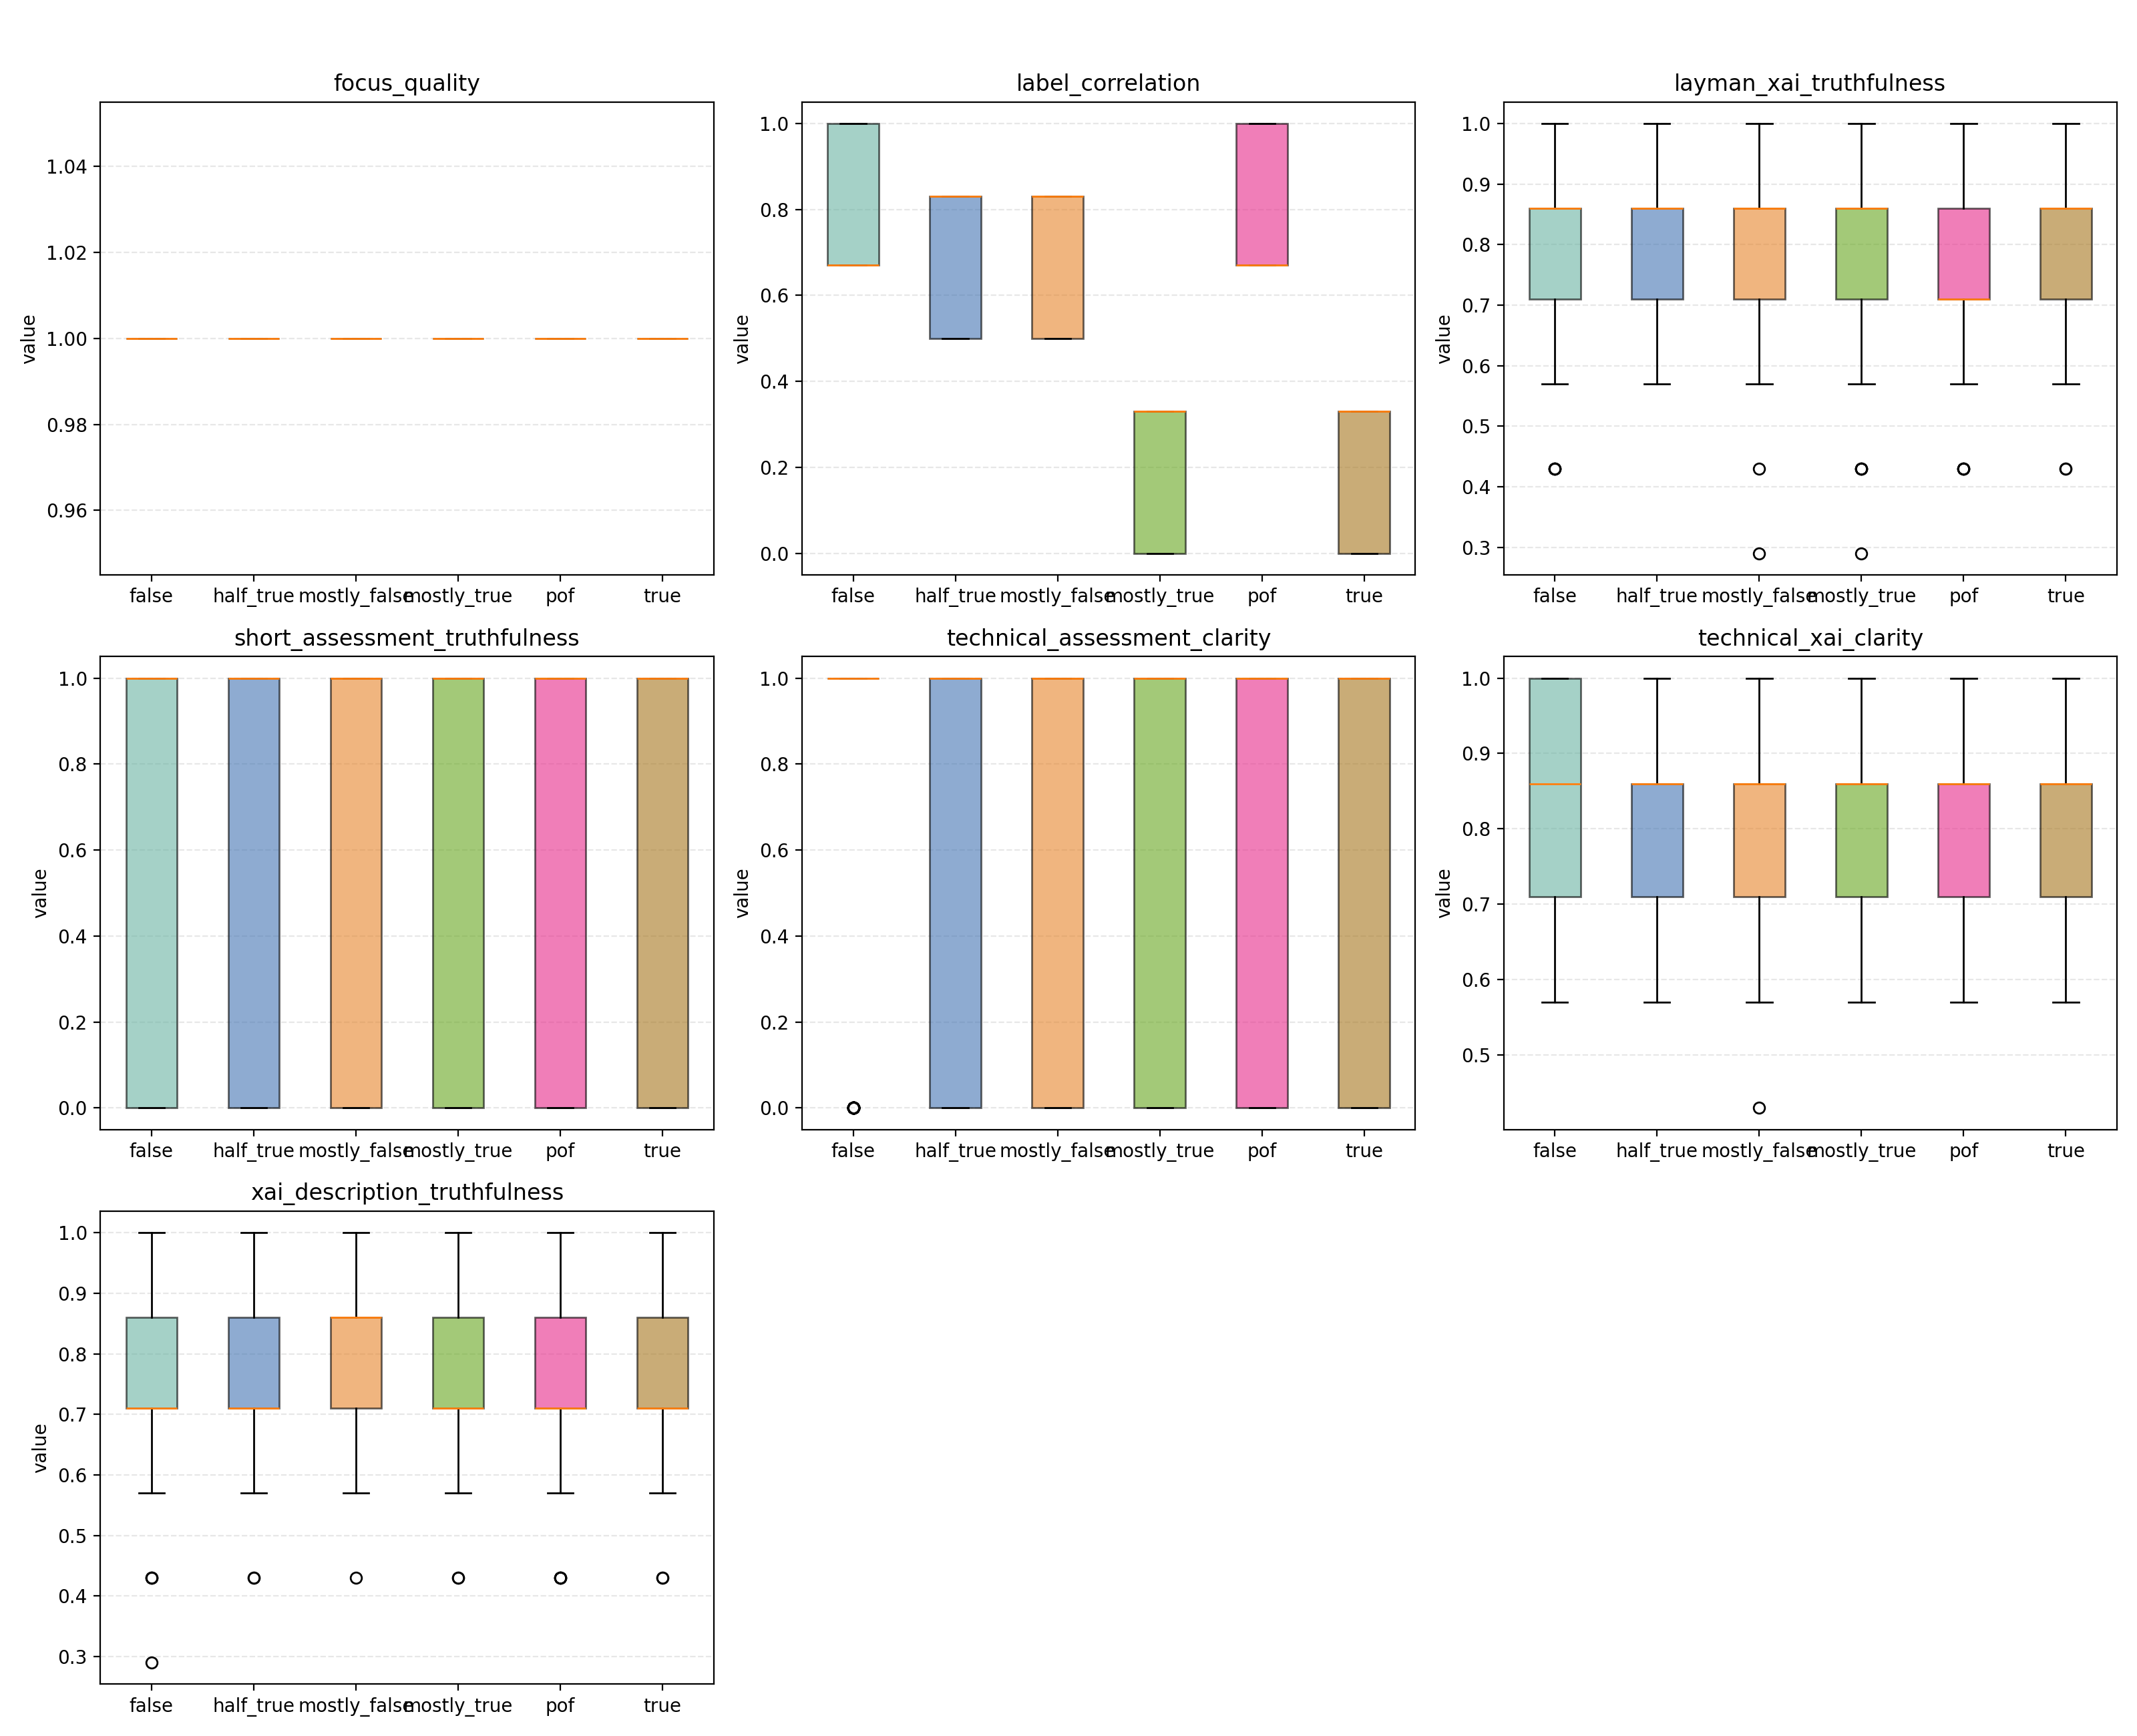 focus_quality
value
1.04
1.02
1.00
0.98
0.96
false half_true mostly_false mostly_true pof true
label_correlation
value
1.0
0.8
0.6
0.4
0.2
0.0
false half_true mostly_false mostly_true pof true
layman_xai_truthfulness
value
1.0
0.9
0.8
0.7
0.6
0.5
0.4
0.3
false half_true mostly_false mostly_true pof true
short_assessment_truthfulness
value
1.0
0.8
0.6
0.4
0.2
0.0
false half_true mostly_false mostly_true pof true
technical_assessment_clarity
value
1.0
0.8
0.6
0.4
0.2
0.0
false half_true mostly_false mostly_true pof true
technical_xai_clarity
value
1.0
0.9
0.8
0.7
0.6
0.5
false half_true mostly_false mostly_true pof true
xai_description_truthfulness
value
1.0
0.9
0.8
0.7
0.6
0.5
0.4
0.3
false half_true mostly_false mostly_true pof true